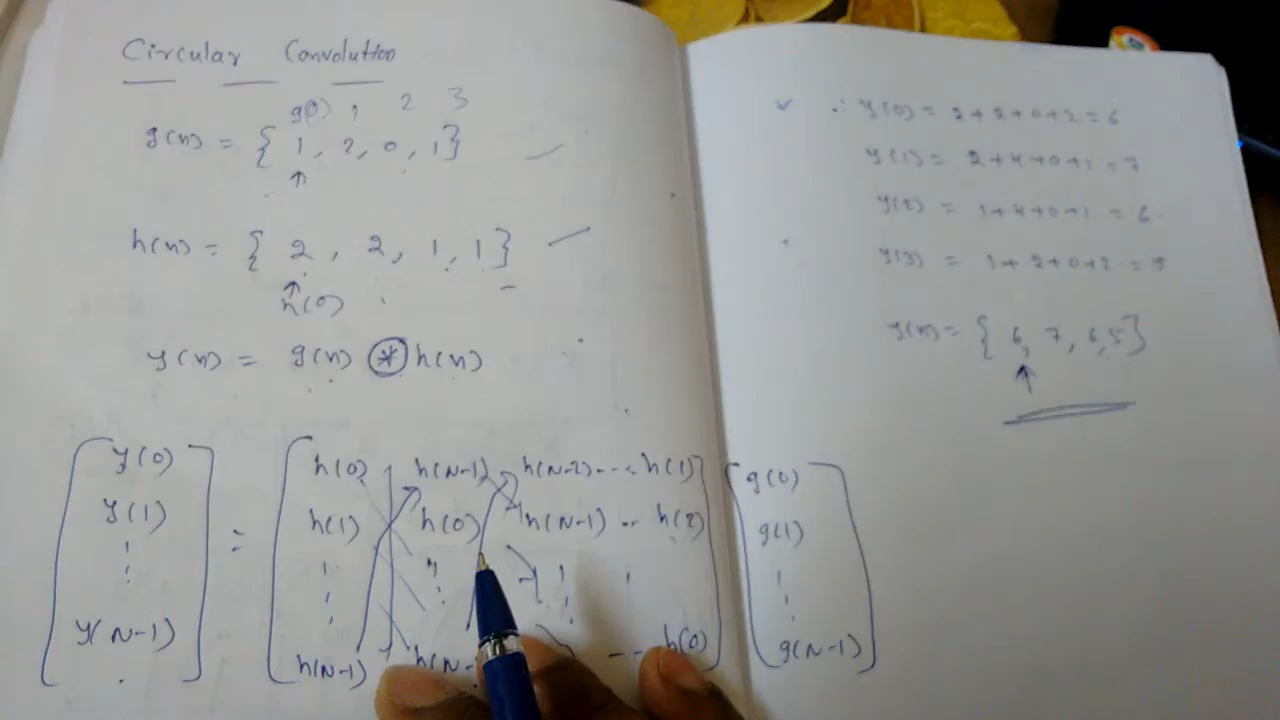 Circular Convolution
g(0) 1 2 3
g(n) = { 1, 2, 0, 1 }
↑
h(n) = { 2, 2, 1, 1 }
↑
h(0)
y(n) = g(n) ⊛ h(n)
y(0) = h(0) h(N-1) h(N-2) ... h(1) g(0)
y(1) h(1) h(0) h(N-1) .. h(2) g(1)
y(N-1) h(N-1) h(N- -- h(0) g(N-1)
∴ y(0) = 2+2+0+2 = 6
y(1) = 2+4+0+1 = 7
y(2) = 1+4+0+1 = 6
y(3) = 1+2+0+2 = 5
y(n) = { 6, 7, 6, 5 }
↑